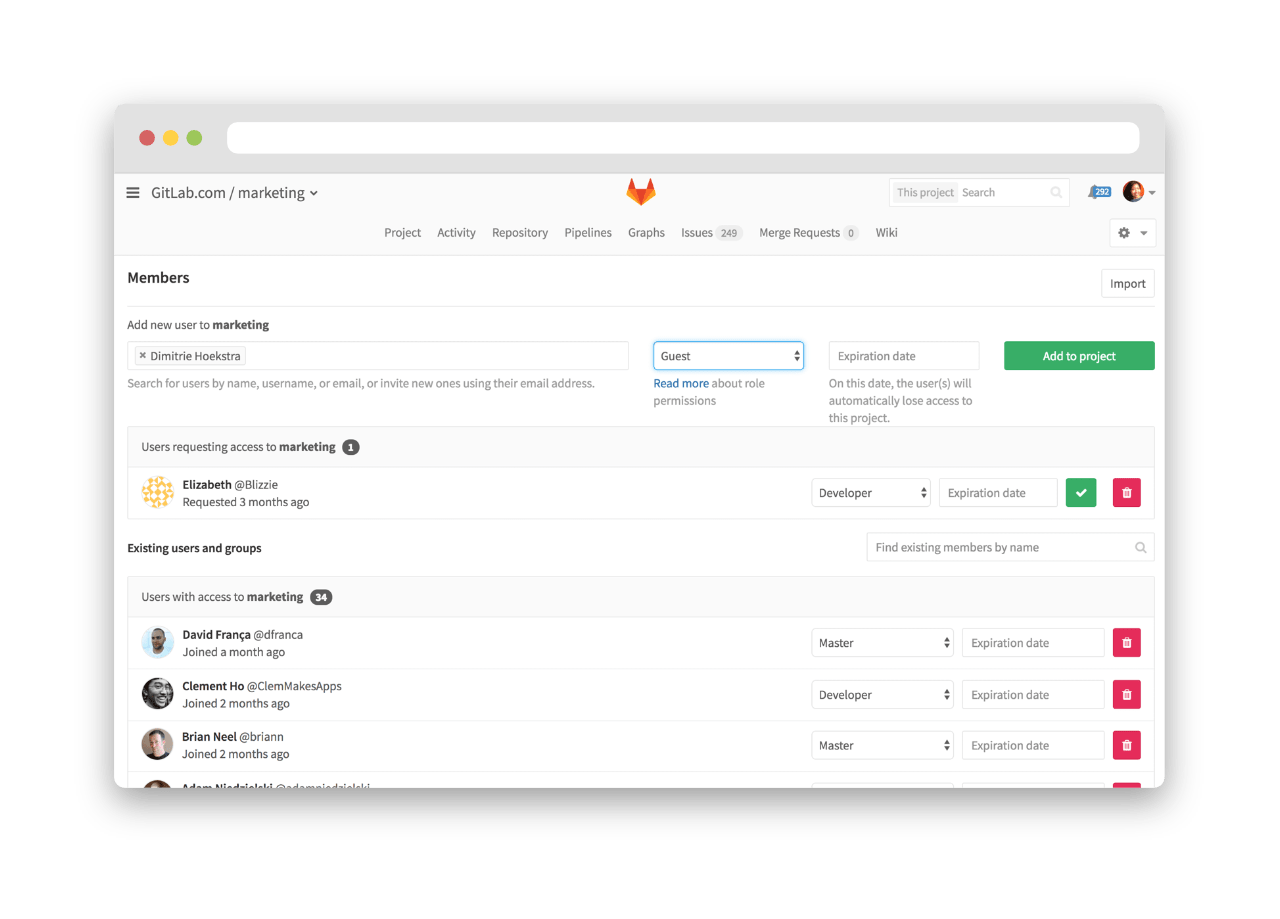 GitLab.com / marketing
This project Search
292
Project Activity Repository Pipelines Graphs Issues 249 Merge Requests 0 Wiki
Members
Import
Add new user to marketing
× Dimitrie Hoekstra
Guest
Expiration date
Add to project
Search for users by name, username, or email, or invite new ones using their email address.
Read more about role
permissions
On this date, the user(s) will
automatically lose access to
this project.
Users requesting access to marketing 1
Elizabeth @Blizzie
Requested 3 months ago
Developer
Expiration date
Existing users and groups
Find existing members by name
Users with access to marketing 34
David França @dfranca
Joined a month ago
Master
Expiration date
Clement Ho @ClemMakesApps
Joined 2 months ago
Developer
Expiration date
Brian Neel @briann
Joined 2 months ago
Master
Expiration date
Adam Niedzielski @adamniedzielski